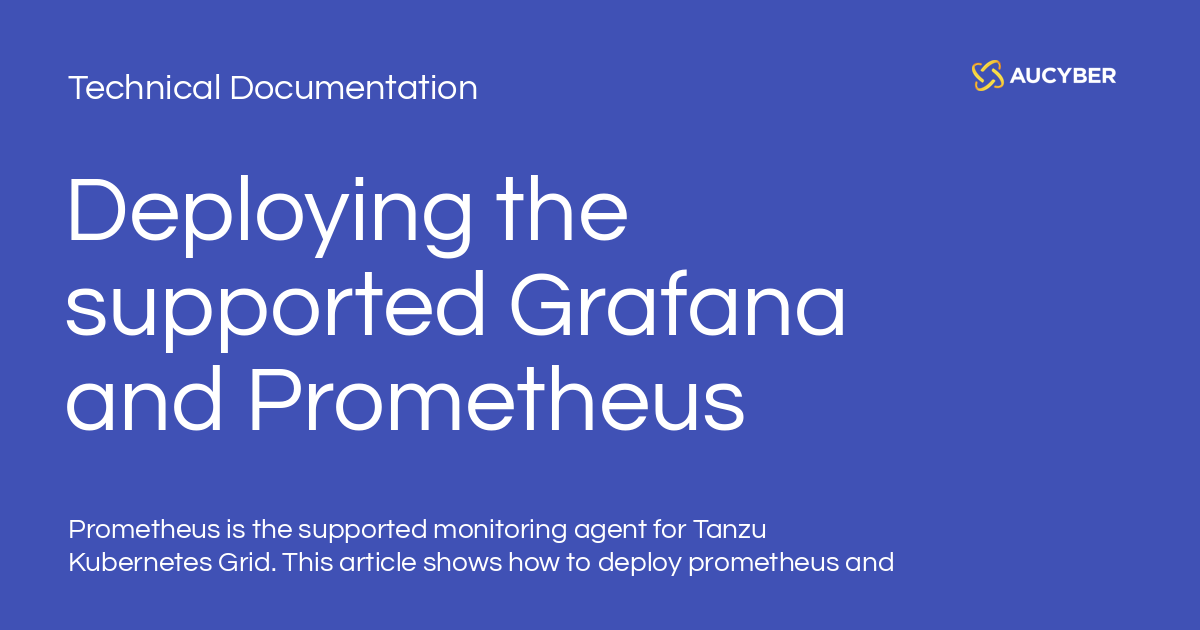 Technical Documentation
AUCYBER
Deploying the
supported Grafana
and Prometheus
Prometheus is the supported monitoring agent for Tanzu
Kubernetes Grid. This article shows how to deploy prometheus and